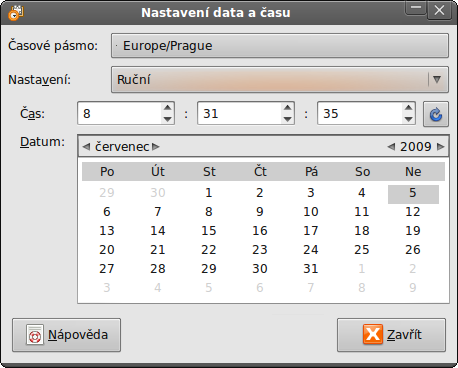 Nastavení data a času
Časové pásmo: Europe/Prague
Nastavení: Ruční
Čas: 8 : 31 : 35
Datum: červenec 2009
Po Út St Čt Pá So Ne
29 30 1 2 3 4 5
6 7 8 9 10 11 12
13 14 15 16 17 18 19
20 21 22 23 24 25 26
27 28 29 30 31 1 2
3 4 5 6 7 8 9
Nápověda Zavřít